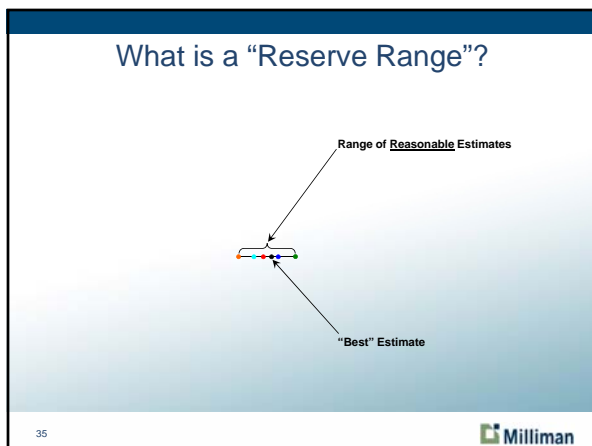 What is a “Reserve Range”?
Range of Reasonable Estimates
“Best” Estimate
35
Milliman